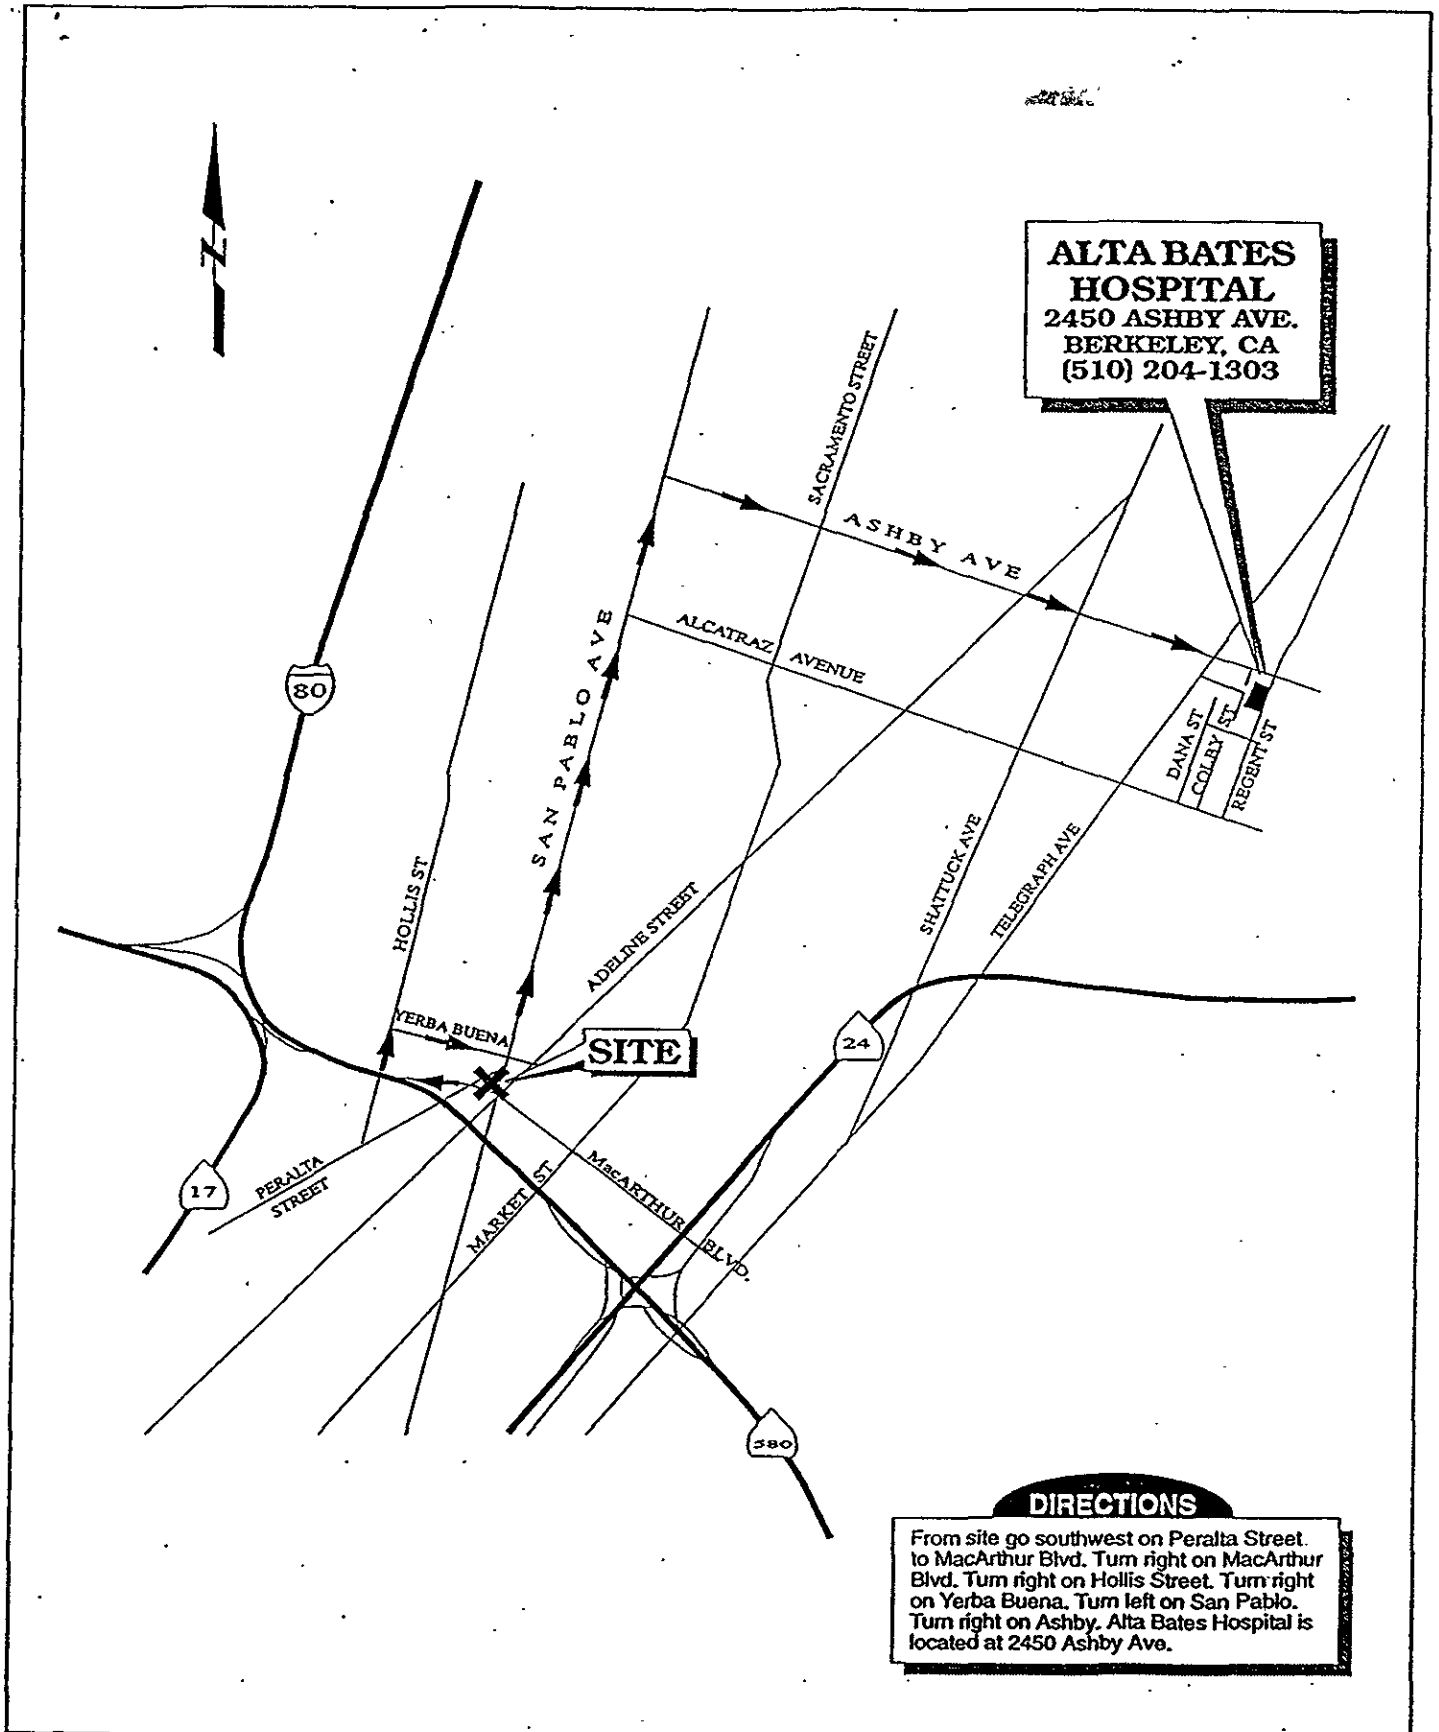 N
ALTA BATES
HOSPITAL
2450 ASHBY AVE.
BERKELEY, CA
(510) 204-1303
SACRAMENTO STREET
ASHBY AVE
ALCATRAZ AVENUE
SAN PABLO AVE
80
DANA ST
COLBY ST
REGENT ST
HOLLIS ST
SHATTUCK AVE
TELEGRAPH AVE
ADELINE STREET
YERBA BUENA
SITE
24
17
PERALTA
STREET
MARKET ST
MacARTHUR BLVD.
580
DIRECTIONS
From site go southwest on Peralta Street.
to MacArthur Blvd. Turn right on MacArthur
Blvd. Turn right on Hollis Street. Turn right
on Yerba Buena. Turn left on San Pablo.
Turn right on Ashby. Alta Bates Hospital is
located at 2450 Ashby Ave.